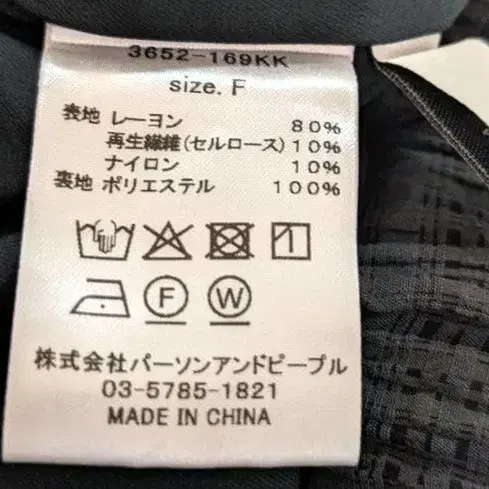 3652-169KK
size. F
表地 レーヨン 80%
再生繊維(セルロース) 10%
ナイロン 10%
裏地 ポリエステル 100%
F W
株式会社パーソンアンドピープル
03-5785-1821
MADE IN CHINA